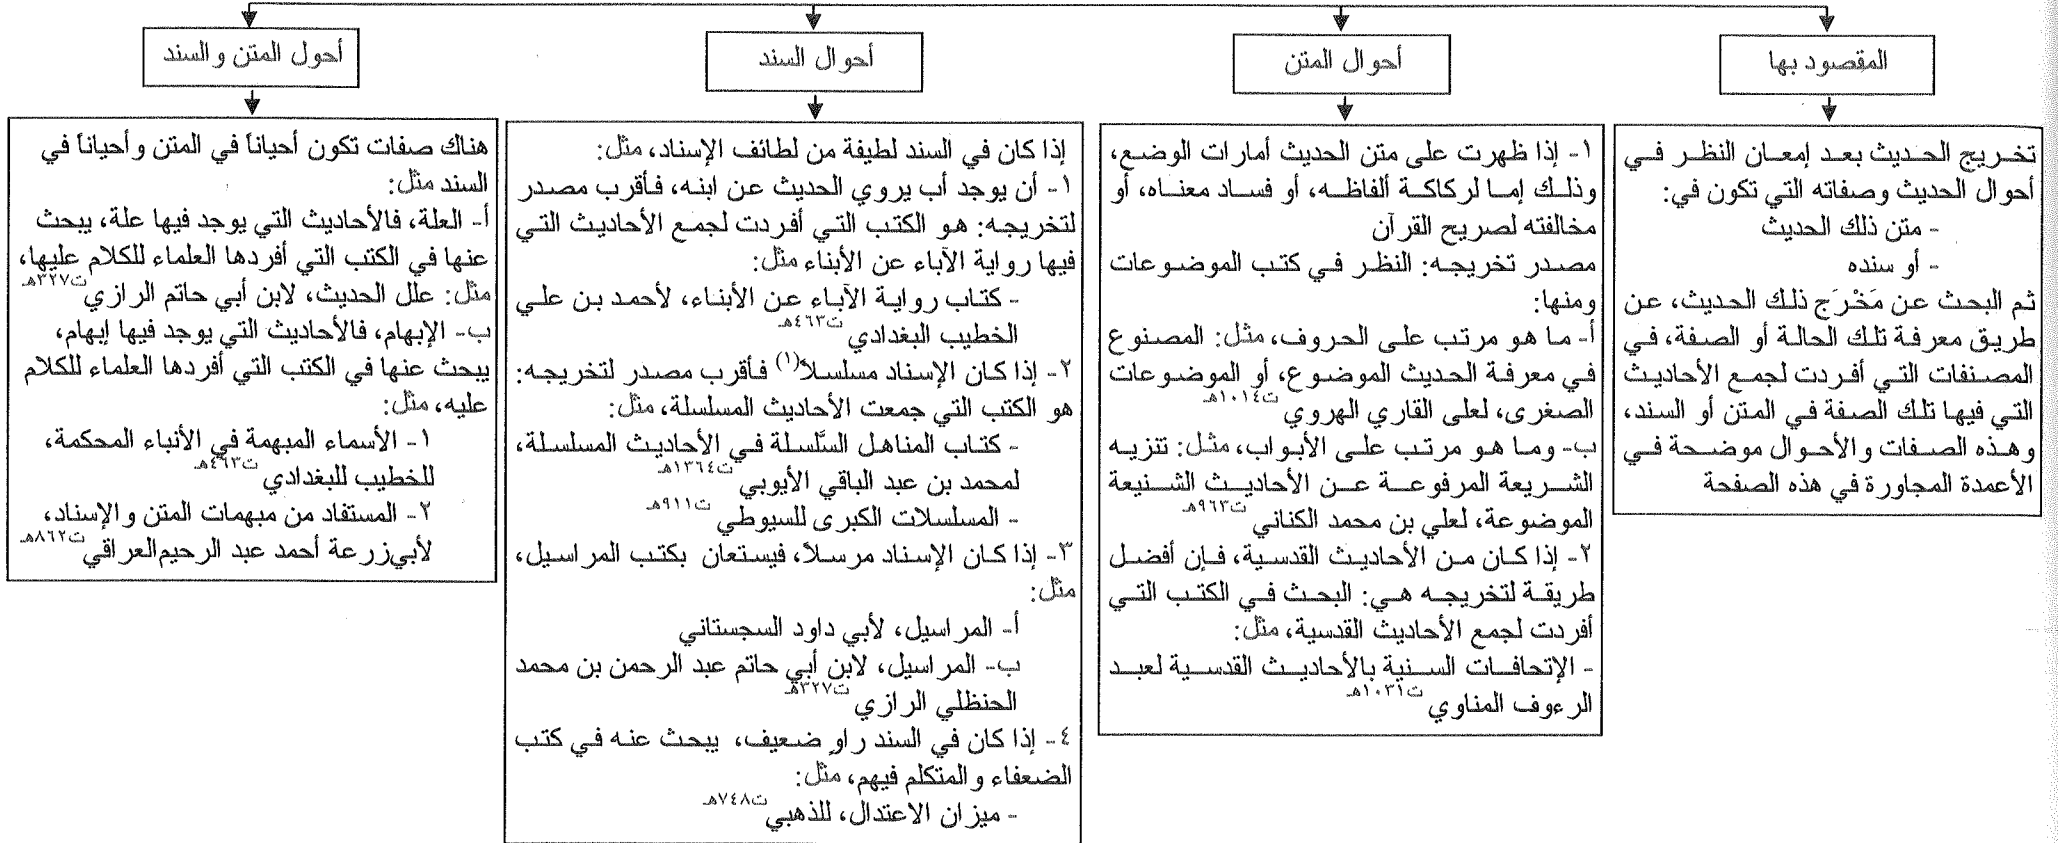 المقصود بها
تخريج الحديث بعد إمعان النظر في
أحوال الحديث وصفاته التي تكون في:
- متن ذلك الحديث
- أو سنده
ثم البحث عن مَخْرَج ذلك الحديث، عن
طريق معرفة تلك الحالة أو الصفة، في
المصنفات التي أفردت لجمع الأحاديث
التي فيها تلك الصفة في المتن أو السند،
وهذه الصفات والأحوال موضحة في
الأعمدة المجاورة في هذه الصفحة
أحوال المتن
١- إذا ظهرت على متن الحديث أمارات الوضع،
وذلك إما لركاكة ألفاظه، أو فساد معناه، أو
مخالفته لصريح القرآن
مصدر تخريجه: النظر في كتب الموضوعات
ومنها:
أ- ما هو مرتب على الحروف، مثل: المصنوع
في معرفة الحديث الموضوع، أو الموضوعات
الصغرى، لعلى القاري الهروي ت١٠١٤هـ
ب- وما هو مرتب على الأبواب، مثل: تنزيه
الشريعة المرفوعة عن الأحاديث الشنيعة
الموضوعة، لعلي بن محمد الكناني ت٩٦٣هـ
٢- إذا كان من الأحاديث القدسية، فإن أفضل
طريقة لتخريجه هي: البحث في الكتب التي
أفردت لجمع الأحاديث القدسية، مثل:
- الإتحافات السنية بالأحاديث القدسية لعبد
الرءوف المناوي ت١٠٣١هـ
أحوال السند
إذا كان في السند لطيفة من لطائف الإسناد، مثل:
١- أن يوجد أب يروي الحديث عن ابنه، فأقرب مصدر
لتخريجه: هو الكتب التي أفردت لجمع الأحاديث التي
فيها رواية الآباء عن الأبناء مثل:
- كتاب رواية الآباء عن الأبناء، لأحمد بن علي
الخطيب البغدادي ت٤٦٣هـ
٢- إذا كان الإسناد مسلسلاً(١) فأقرب مصدر لتخريجه:
هو الكتب التي جمعت الأحاديث المسلسلة، مثل:
- كتاب المناهل السَّلسلة في الأحاديث المسلسلة،
لمحمد بن عبد الباقي الأيوبي ت١٣٦٤هـ
- المسلسلات الكبرى للسيوطي ت٩١١هـ
٣- إذا كان الإسناد مرسلاً، فيستعان بكتب المراسيل،
مثل:
أ- المراسيل، لأبي داود السجستاني
ب- المراسيل، لابن أبي حاتم عبد الرحمن بن محمد
الحنظلي الرازي ت٣٢٧هـ
٤- إذا كان في السند راوٍ ضعيف، يبحث عنه في كتب
الضعفاء والمتكلم فيهم، مثل:
- ميزان الاعتدال، للذهبي ت٧٤٨هـ
أحول المتن والسند
هناك صفات تكون أحياناً في المتن وأحياناً في
السند مثل:
أ- العلة، فالأحاديث التي يوجد فيها علة، يبحث
عنها في الكتب التي أفردها العلماء للكلام عليها،
مثل: علل الحديث، لابن أبي حاتم الرازي ت٣٢٧هـ
ب- الإبهام، فالأحاديث التي يوجد فيها إبهام،
يبحث عنها في الكتب التي أفردها العلماء للكلام
عليه، مثل:
١- الأسماء المبهمة في الأنباء المحكمة،
للخطيب للبغدادي ت٤٦٣هـ
٢- المستفاد من مبهمات المتن والإسناد،
لأبي زرعة أحمد عبد الرحيم العراقي ت٨٦٢هـ